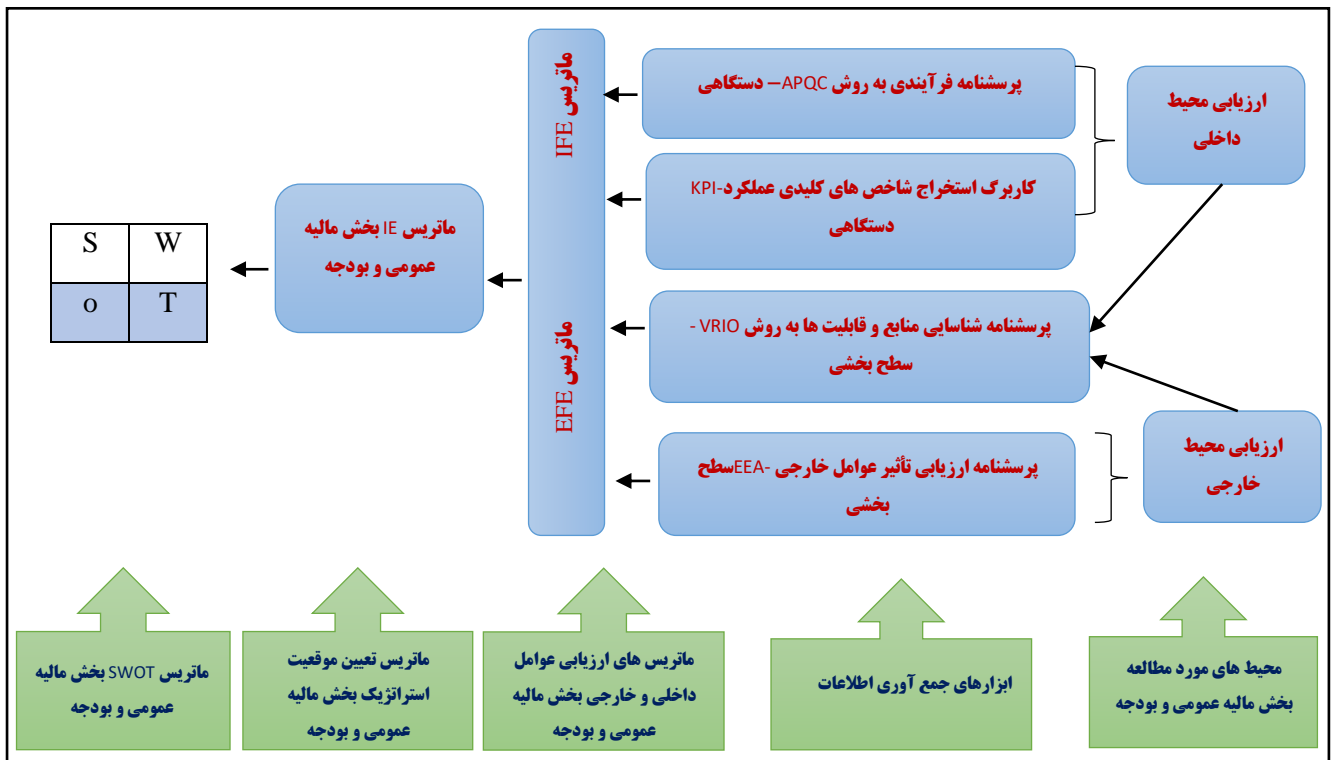 ارزیابی محیط
داخلی
ارزیابی محیط
خارجی
پرسشنامه فرآیندی به روش APQC– دستگاهی
کاربرگ استخراج شاخص های کلیدی عملکرد-KPI
دستگاهی
پرسشنامه شناسایی منابع و قابلیت ها به روش VRIO -
سطح بخشی
پرسشنامه ارزیابی تأثیر عوامل خارجی -EEAسطح
بخشی
ماتریس IFE
ماتریس EFE
ماتریس IE بخش مالیه
عمومی و بودجه
S W
o T
محیط های مورد مطالعه
بخش مالیه عمومی و بودجه
ابزارهای جمع آوری اطلاعات
ماتریس های ارزیابی عوامل
داخلی و خارجی بخش مالیه
عمومی و بودجه
ماتریس تعیین موقعیت
استراتژیک بخش مالیه
عمومی و بودجه
ماتریس SWOT بخش مالیه
عمومی و بودجه